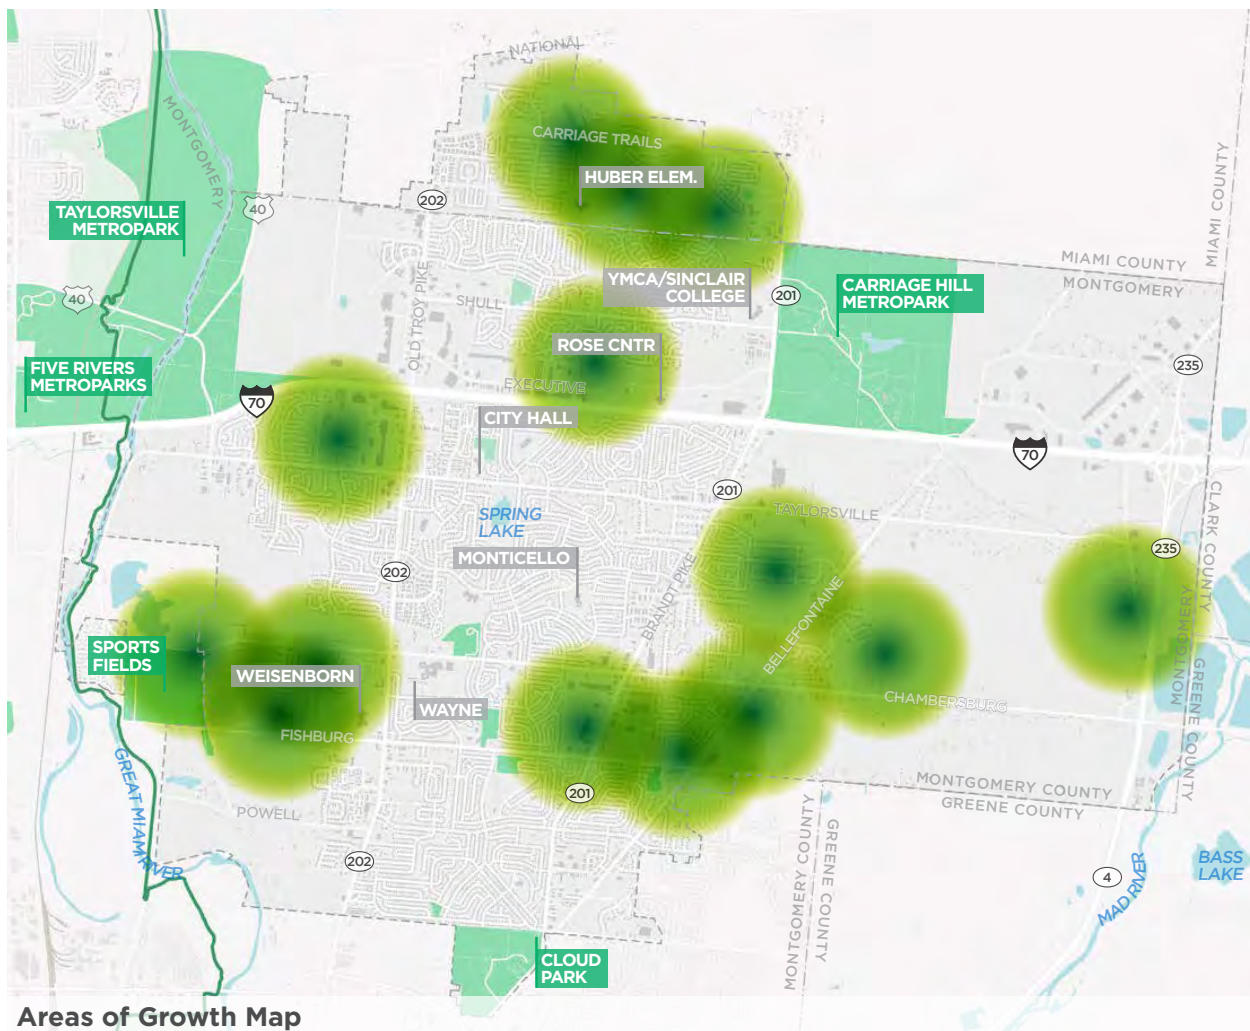 NATIONAL
MONTGOMERY
CARRIAGE TRAILS
HUBER ELEM.
202
40
TAYLORSVILLE
METROPARK
MIAMI COUNTY
MIAMI COUNTY
MONTGOMERY
YMCA/SINCLAIR
COLLEGE
201
CARRIAGE HILL
METROPARK
40
SHULL
OLD TROY PIKE
ROSE CNTR
235
FIVE RIVERS
METROPARKS
EXECUTIVE
70
CITY HALL
70
201
SPRING
LAKE
TAYLORSVILLE
CLARK COUNTY
MONTICELLO
235
202
BRANDT PIKE
BELLEFONTAINE
MONTGOMERY
GREENE COUNTY
SPORTS
FIELDS
WEISENBORN
WAYNE
CHAMBERSBURG
FISHBURG
GREAT MIAMI RIVER
201
MONTGOMERY COUNTY
GREENE COUNTY
POWELL
202
MONTGOMERY COUNTY
GREENE COUNTY
4
MAD RIVER
BASS
LAKE
CLOUD
PARK
Areas of Growth Map